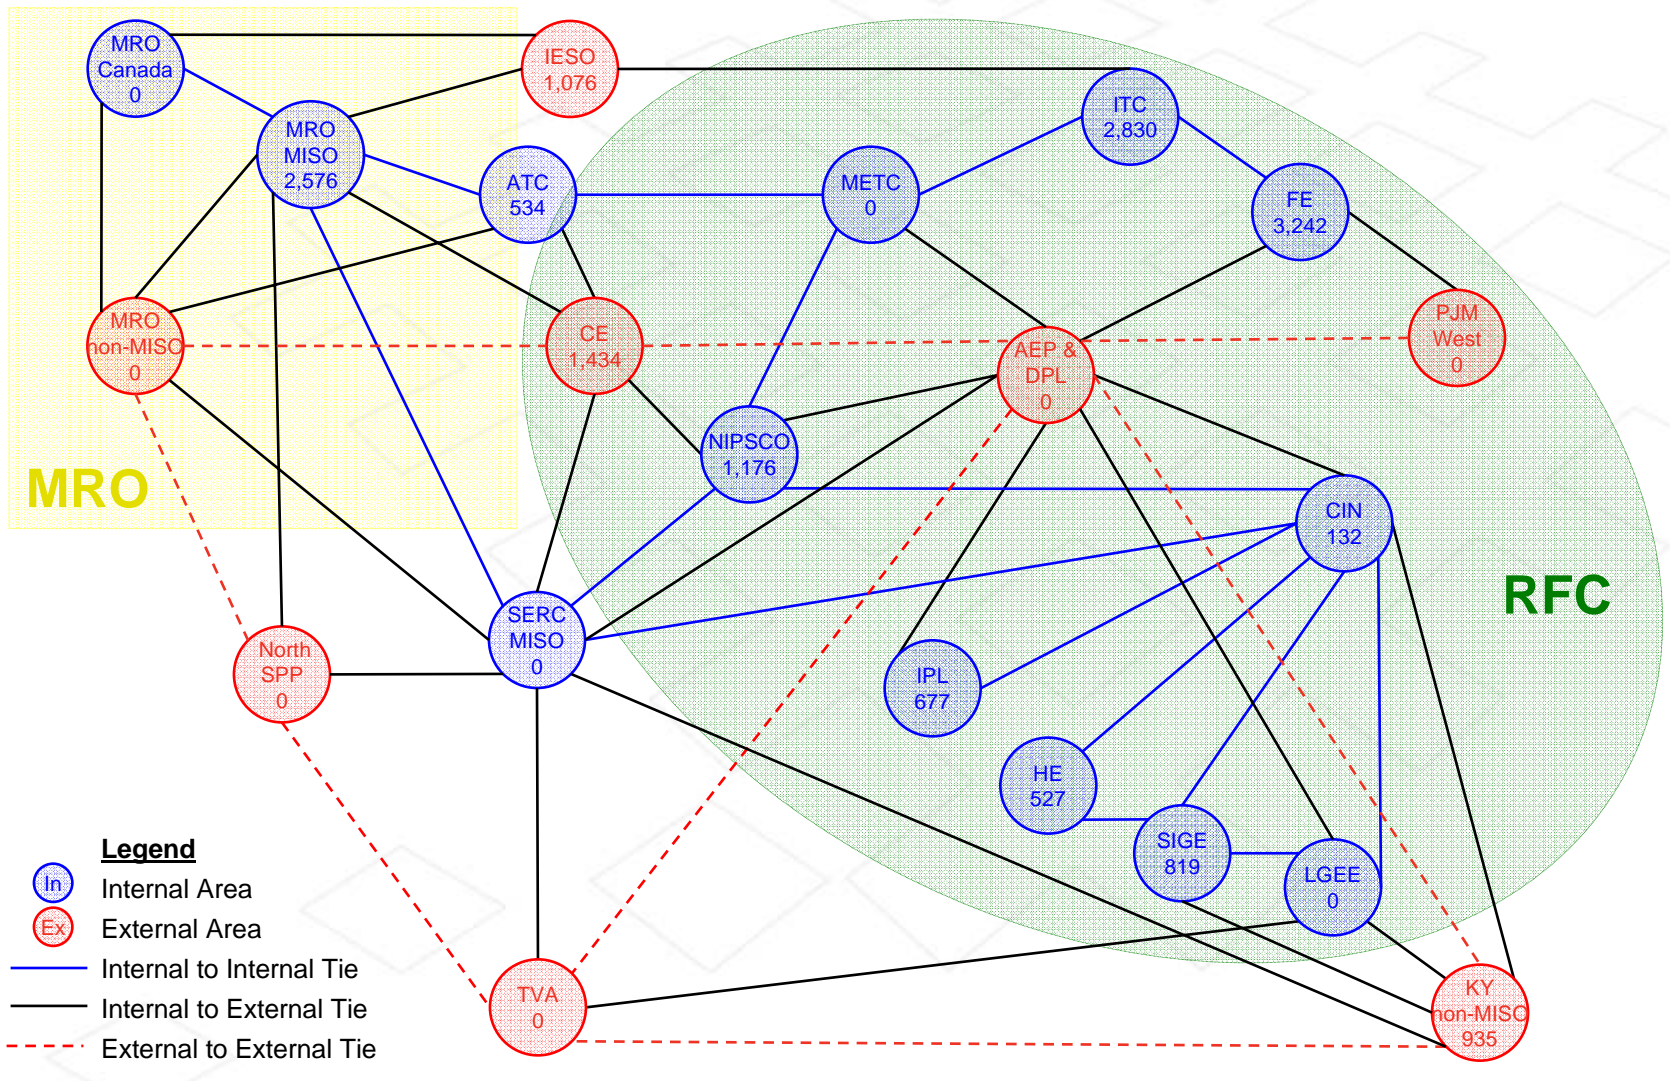 MRO
Canada
0
IESO
1,076
MRO
MISO
2,576
ITC
2,830
ATC
534
METC
0
FE
3,242
MRO
non-MISO
0
CE
1,434
AEP &
DPL
0
PJM
West
0
NIPSCO
1,176
MRO
CIN
132
RFC
SERC
MISO
0
North
SPP
0
IPL
677
HE
527
SIGE
819
LGEE
0
TVA
0
KY
non-MISO
935
Legend
In
Internal Area
Ex
External Area
Internal to Internal Tie
Internal to External Tie
External to External Tie